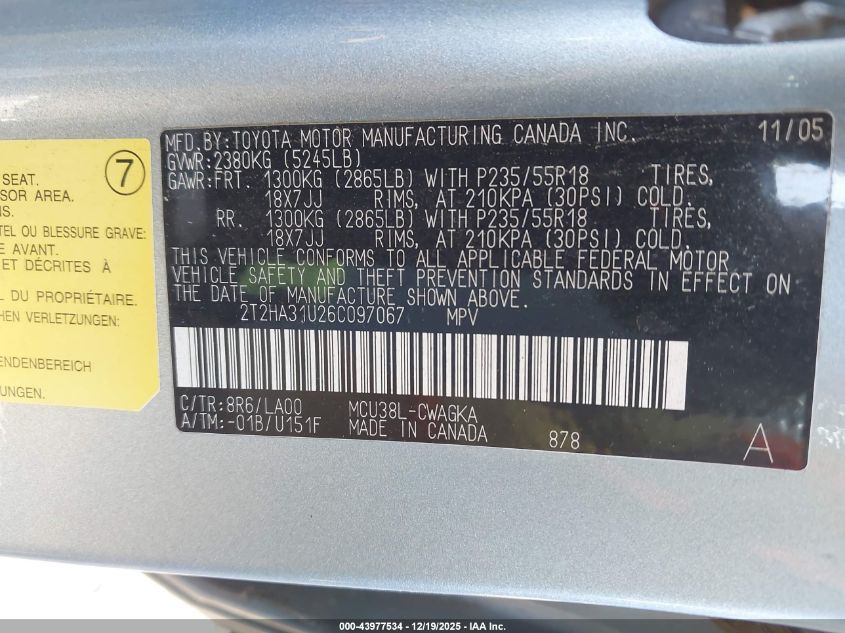 7
SEAT.
SOR AREA.
NS.
TEL OU BLESSURE GRAVE:
E AVANT.
ET DÉCRITES À
L DU PROPRIÉTAIRE.
VERLETZUNG.
ENDENBEREICH
NUNGEN.
MFD.BY:TOYOTA MOTOR MANUFACTURING CANADA INC. 11/05
GVWR:2380KG (5245LB)
GAWR:FRT. 1300KG (2865LB) WITH P235/55R18 TIRES,
18X7JJ RIMS, AT 210KPA (30PSI) COLD.
RR. 1300KG (2865LB) WITH P235/55R18 TIRES,
18X7JJ RIMS, AT 210KPA (30PSI) COLD.
THIS VEHICLE CONFORMS TO ALL APPLICABLE FEDERAL MOTOR
VEHICLE SAFETY AND THEFT PREVENTION STANDARDS IN EFFECT ON
THE DATE OF MANUFACTURE SHOWN ABOVE.
2T2HA31U26C097067 MPV
C/TR:8R6/LA00 MCU38L-CWAGKA
A/TM:-01B/U151F MADE IN CANADA 878 A
000-43977534 - 12/19/2025 - IAA Inc.